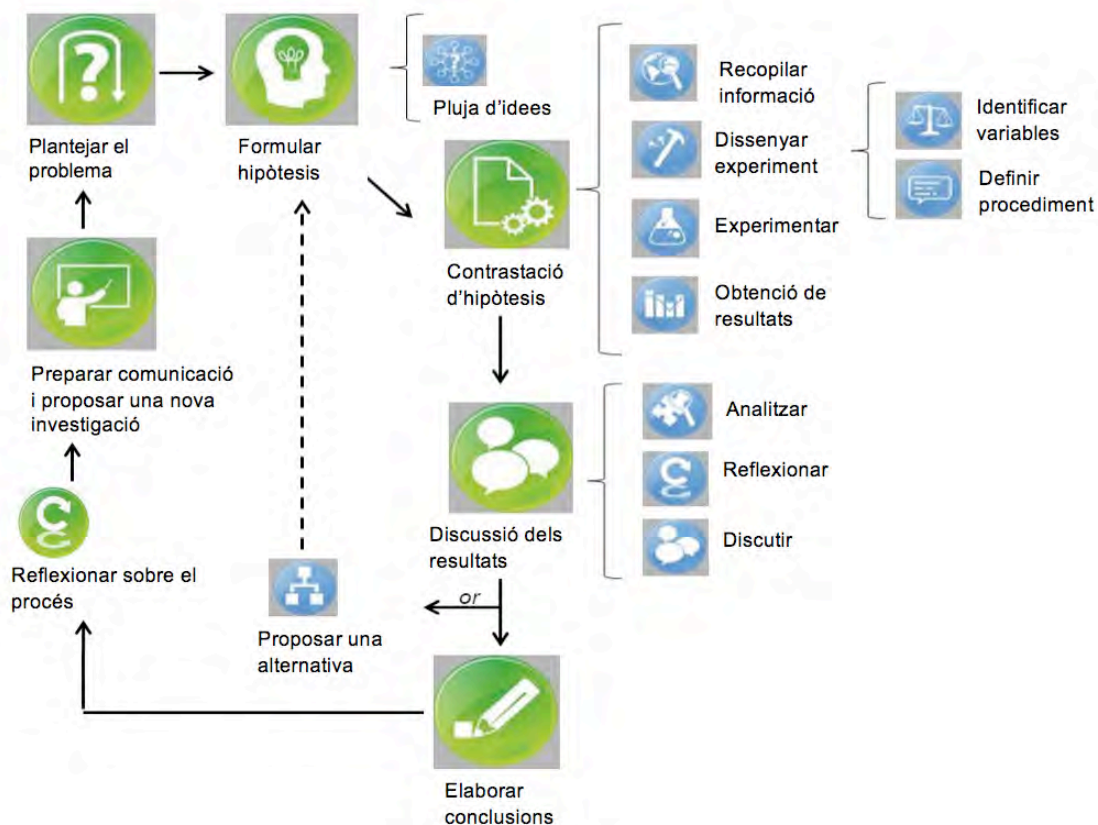 Plantejar el
problema
Formular
hipòtesis
Pluja d'idees
Contrastació
d'hipòtesis
Recopilar
informació
Dissenyar
experiment
Identificar
variables
Definir
procediment
Experimentar
Obtenció de
resultats
Preparar comunicació
i proposar una nova
investigació
Discussió dels
resultats
Analitzar
Reflexionar
Discutir
Reflexionar sobre el
procés
or
Proposar una
alternativa
Elaborar
conclusions